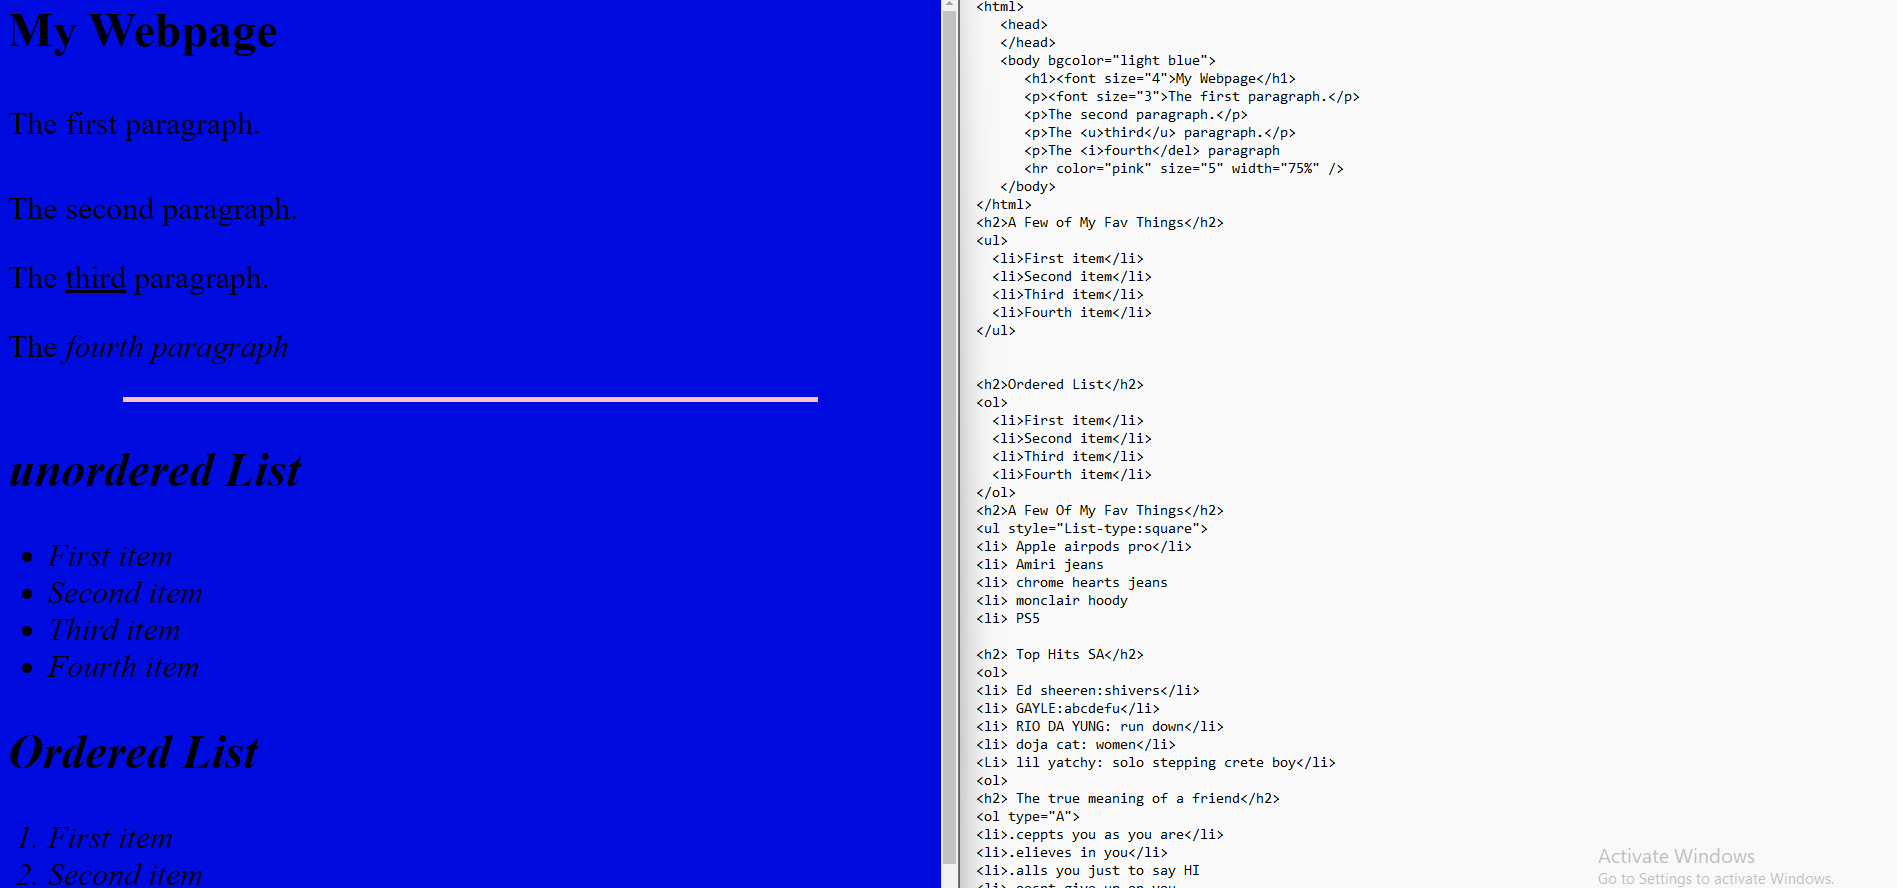 My Webpage
The first paragraph.
The second paragraph.
The third paragraph.
The fourth paragraph
unordered List
First item
Second item
Third item
Fourth item
Ordered List
1. First item
2. Second item
<html>
<head>
</head>
<body bgcolor="light blue">
<h1><font size="4">My Webpage</h1>
<p><font size="3">The first paragraph.</p>
<p>The second paragraph.</p>
<p>The <u>third</u> paragraph.</p>
<p>The <i>fourth</del> paragraph
<hr color="pink" size="5" width="75%" />
</body>
</html>
<h2>A Few of My Fav Things</h2>
<ul>
<li>First item</li>
<li>Second item</li>
<li>Third item</li>
<li>Fourth item</li>
</ul>
<h2>Ordered List</h2>
<ol>
<li>First item</li>
<li>Second item</li>
<li>Third item</li>
<li>Fourth item</li>
</ol>
<h2>A Few Of My Fav Things</h2>
<ul style="List-type:square">
<li> Apple airpods pro</li>
<li> Amiri jeans
<li> chrome hearts jeans
<li> monclair hoody
<li> PS5
<h2> Top Hits SA</h2>
<ol>
<li> Ed sheeren:shivers</li>
<li> GAYLE:abcdefu</li>
<li> RIO DA YUNG: run down</li>
<li> doja cat: women</li>
<Li> lil yatchy: solo stepping crete boy</li>
<ol>
<h2> The true meaning of a friend</h2>
<ol type="A">
<li>.ceppts you as you are</li>
<li>.elieves in you</li>
<li>.alls you just to say HI
Activate Windows
Go to Settings to activate Windows.